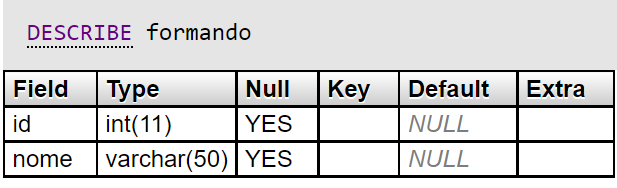 DESCRIBE formando
Field Type Null Key Default Extra
id int(11) YES NULL
nome varchar(50) YES NULL